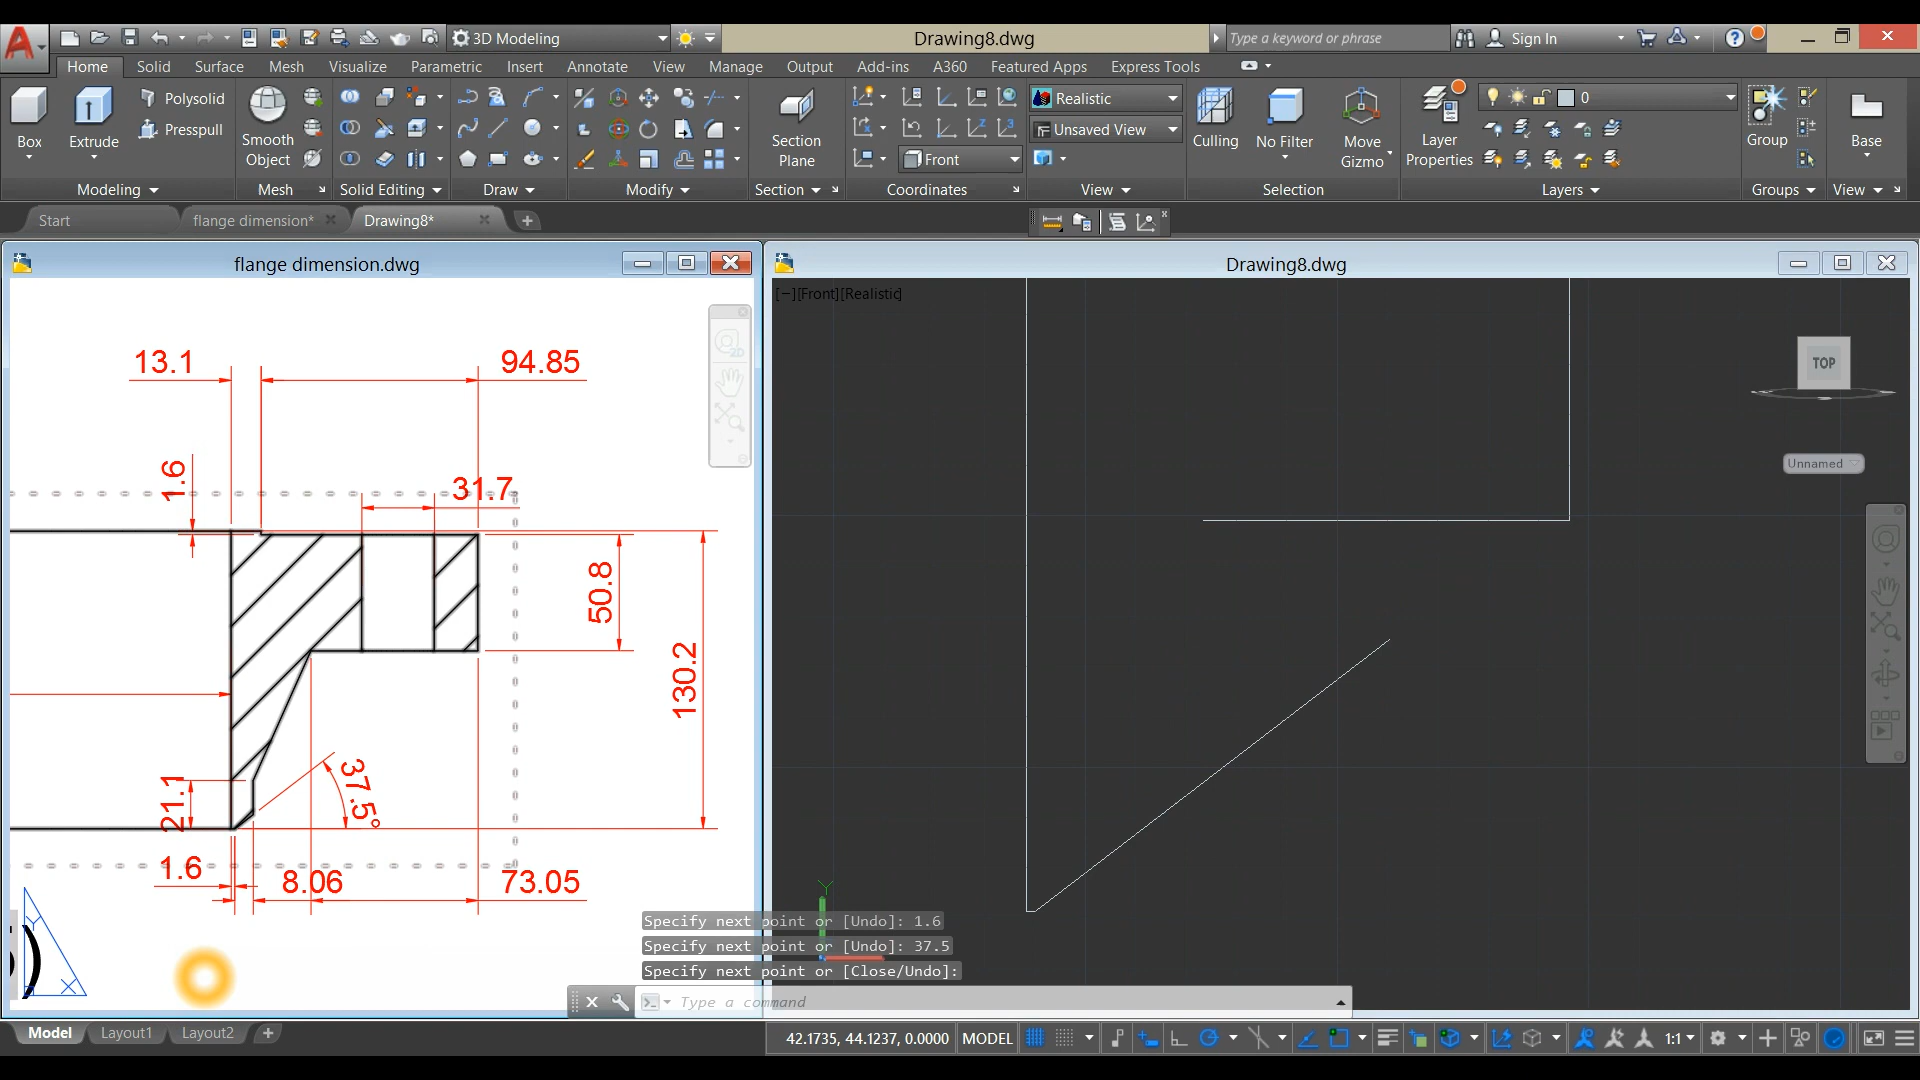 3D Modeling
Drawing8.dwg
Type a keyword or phrase
Sign In
Home Solid Surface Mesh Visualize Parametric Insert Annotate View Manage Output Add-ins A360 Featured Apps Express Tools
Box
Extrude
Polysolid
Presspull
Smooth Object
Section Plane
Front
Realistic
Unsaved View
Culling
No Filter
Move Gizmo
Layer Properties
0
Group
Base
Modeling
Mesh
Solid Editing
Draw
Modify
Section
Coordinates
View
Selection
Layers
Groups
View
Start
flange dimension*
Drawing8*
flange dimension.dwg
Drawing8.dwg
[−][Front][Realistic]
13.1
94.85
1.6
31.7
50.8
130.2
37.5°
21.1
1.6
8.06
73.05
Y
X
)
2D
TOP
Unnamed
Y
Specify next point or [Undo]: 1.6
Specify next point or [Undo]: 37.5
Specify next point or [Close/Undo]:
Type a command
Model
Layout1
Layout2
42.1735, 44.1237, 0.0000
MODEL
1:1